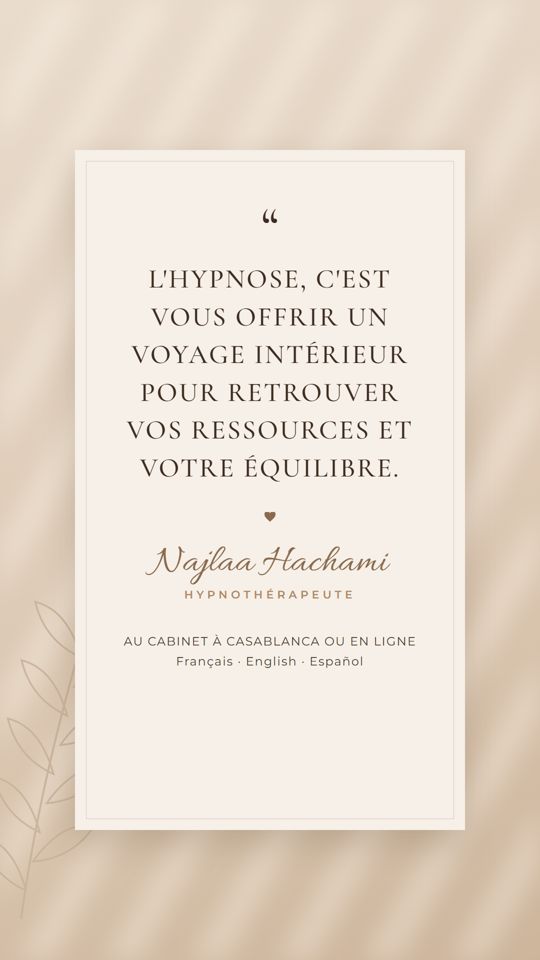 “
L'HYPNOSE, C'EST
VOUS OFFRIR UN
VOYAGE INTÉRIEUR
POUR RETROUVER
VOS RESSOURCES ET
VOTRE ÉQUILIBRE.
Najlaa Hachami
HYPNOTHÉRAPEUTE
AU CABINET À CASABLANCA OU EN LIGNE
Français · English · Español